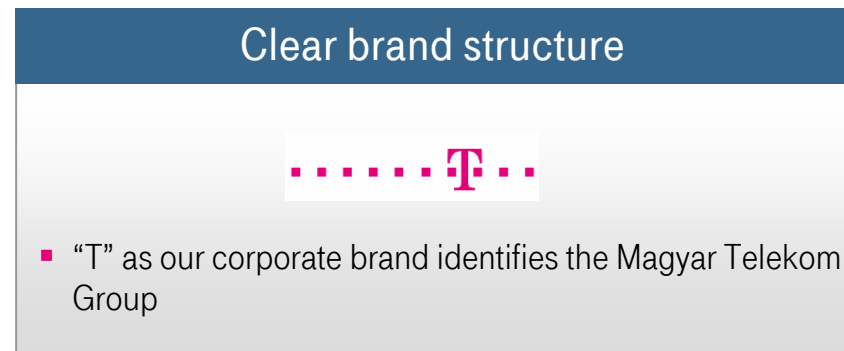 Clear brand structure
T
“T” as our corporate brand identifies the Magyar Telekom
Group